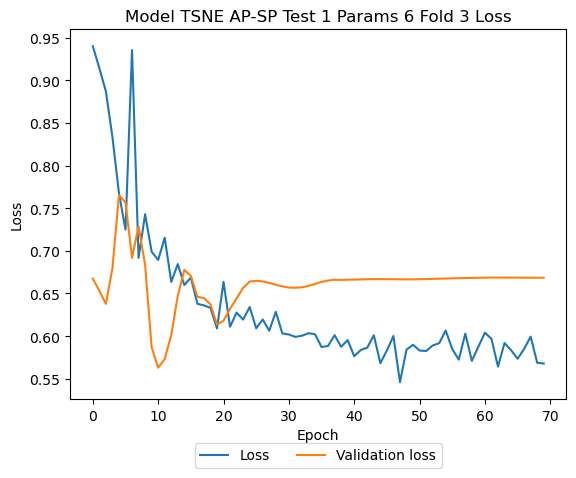 Model TSNE AP-SP Test 1 Params 6 Fold 3 Loss
0.95
0.90
0.85
0.80
0.75
0.70
0.65
0.60
0.55
Loss
0 10 20 30 40 50 60 70
Epoch
Loss Validation loss